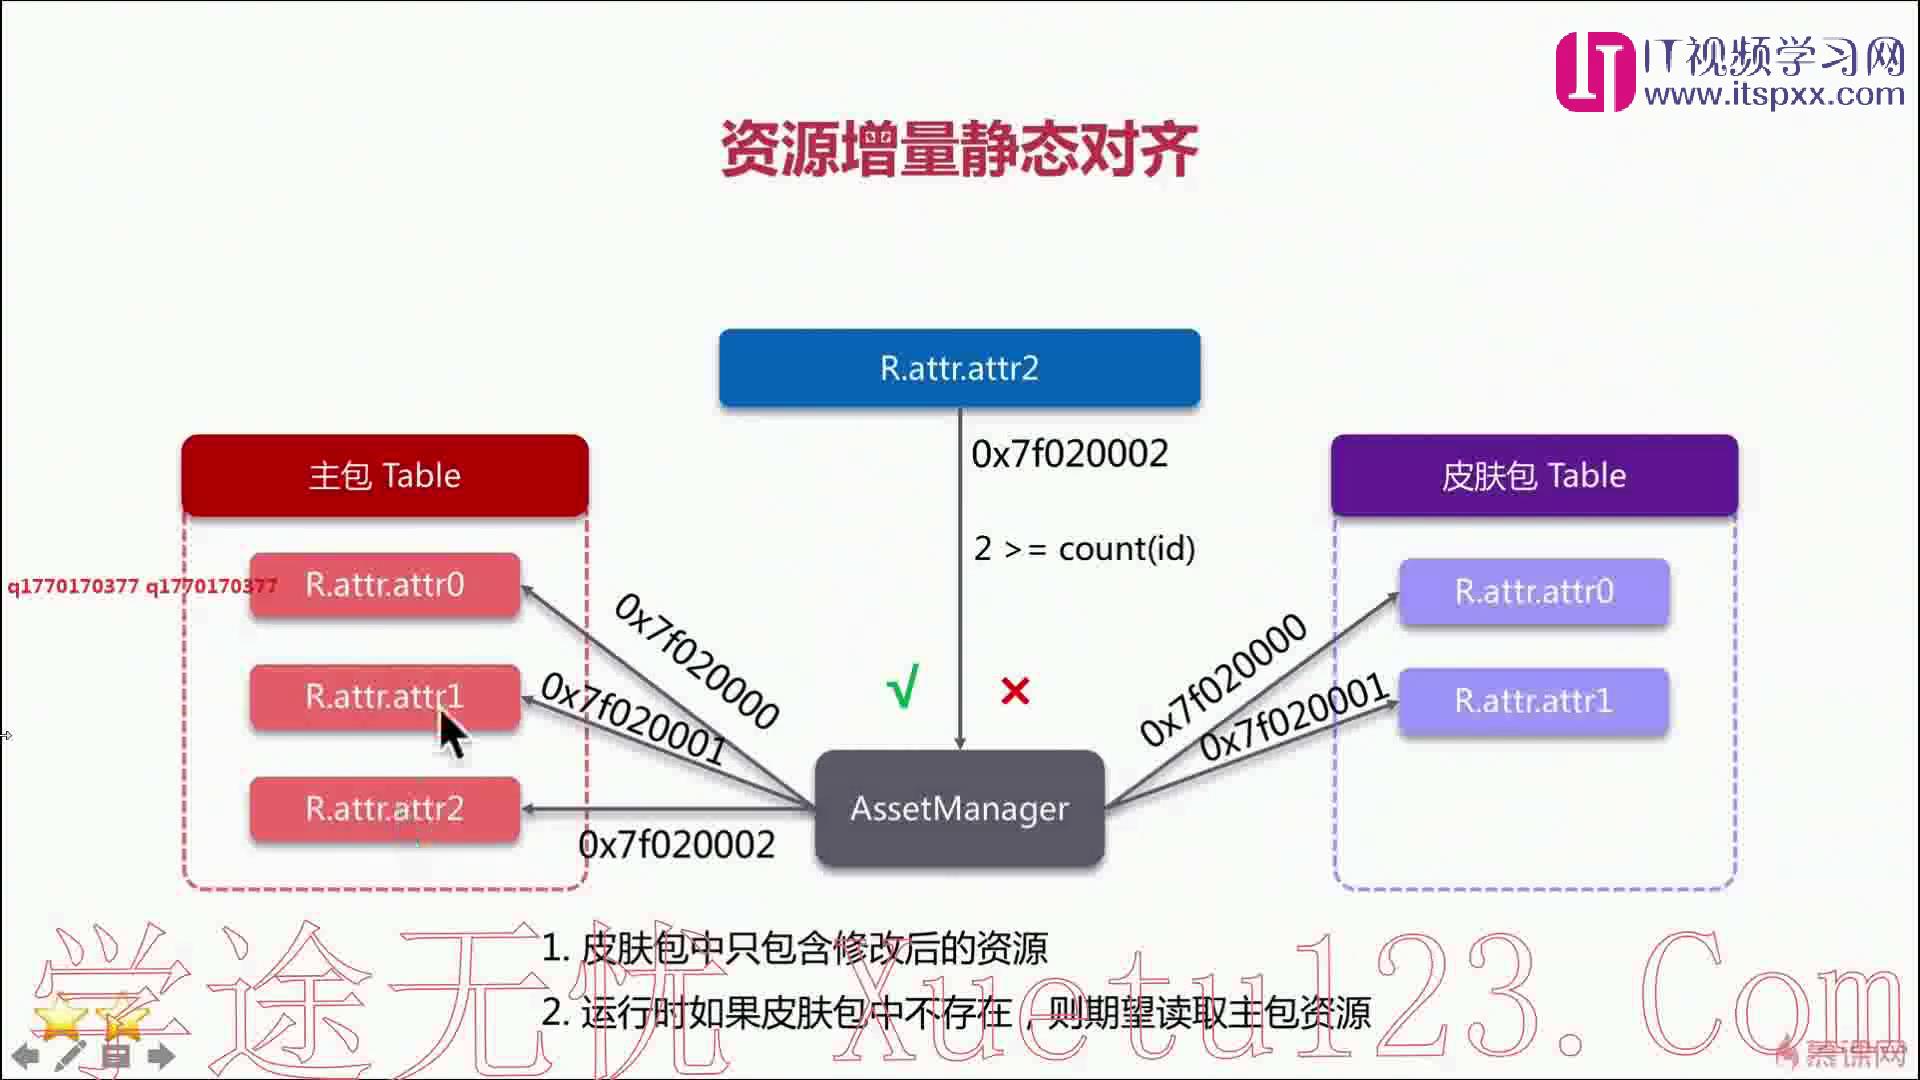 IT视频学习网
www.itspxx.com
资源增量静态对齐
R.attr.attr2
0x7f020002
2 >= count(id)
主包 Table
R.attr.attr0
R.attr.attr1
R.attr.attr2
q1770170377 q1770170377
0x7f020000
0x7f020001
0x7f020002
√
×
AssetManager
皮肤包 Table
R.attr.attr0
R.attr.attr1
0x7f020000
0x7f020001
1. 皮肤包中只包含修改后的资源
2. 运行时如果皮肤包中不存在，则期望读取主包资源
学途无忧 Xuetu123.Com
慕课网